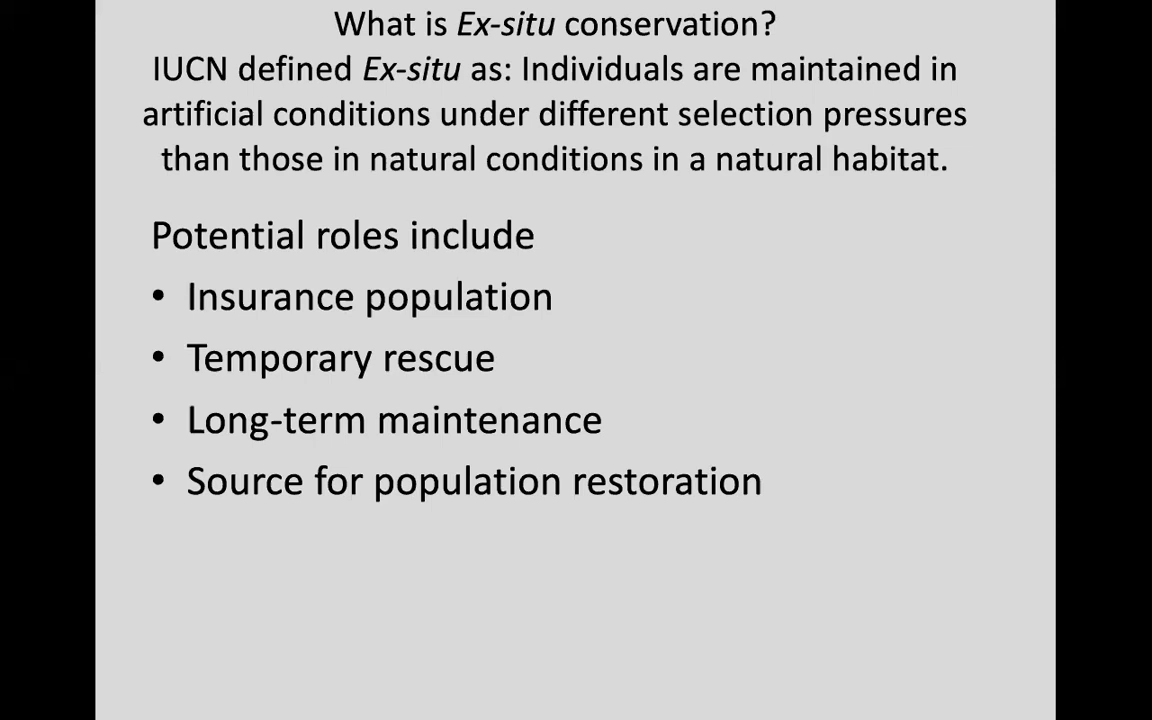 What is Ex-situ conservation?
IUCN defined Ex-situ as: Individuals are maintained in
artificial conditions under different selection pressures
than those in natural conditions in a natural habitat.
Potential roles include
• Insurance population
• Temporary rescue
• Long-term maintenance
• Source for population restoration